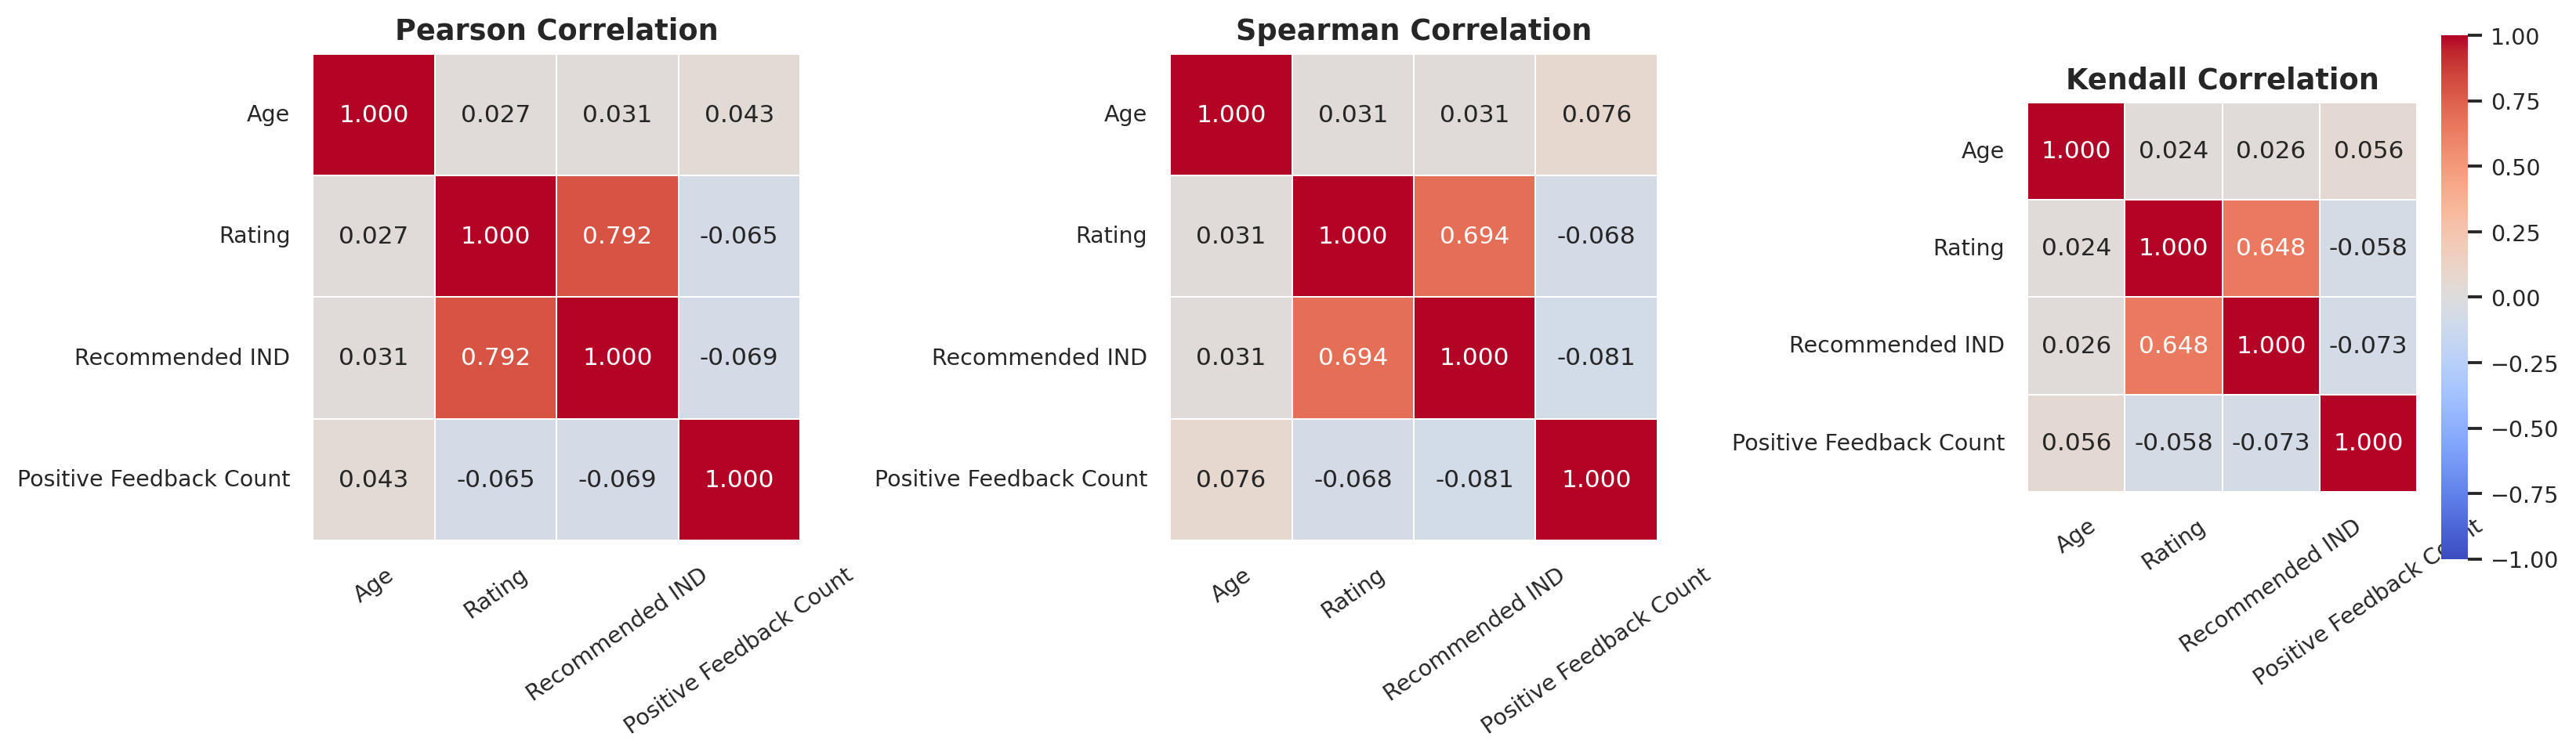 Pearson Correlation
Age 1.000 0.027 0.031 0.043
Rating 0.027 1.000 0.792 -0.065
Recommended IND 0.031 0.792 1.000 -0.069
Positive Feedback Count 0.043 -0.065 -0.069 1.000
Age Rating Recommended IND Positive Feedback Count
Spearman Correlation
Age 1.000 0.031 0.031 0.076
Rating 0.031 1.000 0.694 -0.068
Recommended IND 0.031 0.694 1.000 -0.081
Positive Feedback Count 0.076 -0.068 -0.081 1.000
Age Rating Recommended IND Positive Feedback Count
Kendall Correlation
Age 1.000 0.024 0.026 0.056
Rating 0.024 1.000 0.648 -0.058
Recommended IND 0.026 0.648 1.000 -0.073
Positive Feedback Count 0.056 -0.058 -0.073 1.000
Age Rating Recommended IND Positive Feedback
1.00
0.75
0.50
0.25
0.00
−0.25
−0.50
−0.75
−1.00